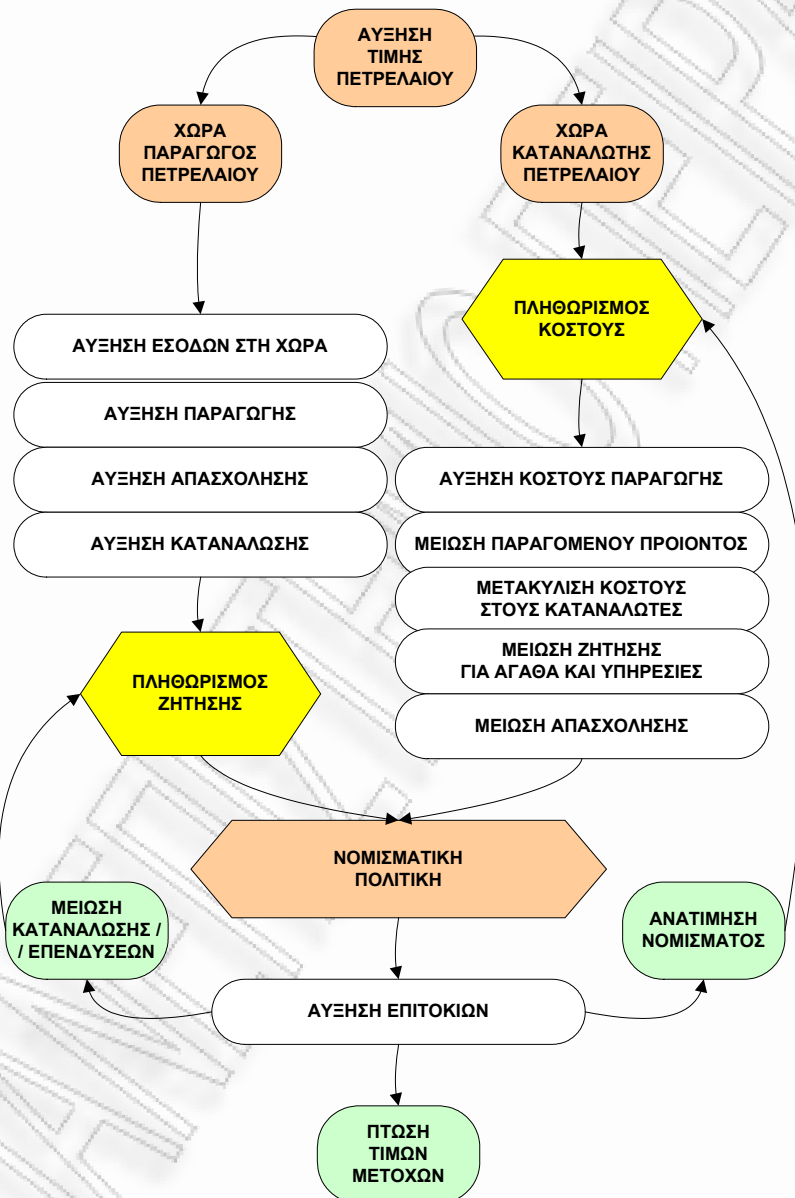 ΑΥΞΗΣΗ
ΤΙΜΗΣ
ΠΕΤΡΕΛΑΙΟΥ
ΧΩΡΑ
ΠΑΡΑΓΩΓΟΣ
ΠΕΤΡΕΛΑΙΟΥ
ΧΩΡΑ
ΚΑΤΑΝΑΛΩΤΗΣ
ΠΕΤΡΕΛΑΙΟΥ
ΠΛΗΘΩΡΙΣΜΟΣ
ΚΟΣΤΟΥΣ
ΑΥΞΗΣΗ ΕΣΟΔΩΝ ΣΤΗ ΧΩΡΑ
ΑΥΞΗΣΗ ΠΑΡΑΓΩΓΗΣ
ΑΥΞΗΣΗ ΑΠΑΣΧΟΛΗΣΗΣ
ΑΥΞΗΣΗ ΚΑΤΑΝΑΛΩΣΗΣ
ΑΥΞΗΣΗ ΚΟΣΤΟΥΣ ΠΑΡΑΓΩΓΗΣ
ΜΕΙΩΣΗ ΠΑΡΑΓΟΜΕΝΟΥ ΠΡΟΙΟΝΤΟΣ
ΜΕΤΑΚΥΛΙΣΗ ΚΟΣΤΟΥΣ
ΣΤΟΥΣ ΚΑΤΑΝΑΛΩΤΕΣ
ΜΕΙΩΣΗ ΖΗΤΗΣΗΣ
ΓΙΑ ΑΓΑΘΑ ΚΑΙ ΥΠΗΡΕΣΙΕΣ
ΜΕΙΩΣΗ ΑΠΑΣΧΟΛΗΣΗΣ
ΠΛΗΘΩΡΙΣΜΟΣ
ΖΗΤΗΣΗΣ
ΝΟΜΙΣΜΑΤΙΚΗ
ΠΟΛΙΤΙΚΗ
ΜΕΙΩΣΗ
ΚΑΤΑΝΑΛΩΣΗΣ /
/ ΕΠΕΝΔΥΣΕΩΝ
ΑΝΑΤΙΜΗΣΗ
ΝΟΜΙΣΜΑΤΟΣ
ΑΥΞΗΣΗ ΕΠΙΤΟΚΙΩΝ
ΠΤΩΣΗ
ΤΙΜΩΝ
ΜΕΤΟΧΩΝ